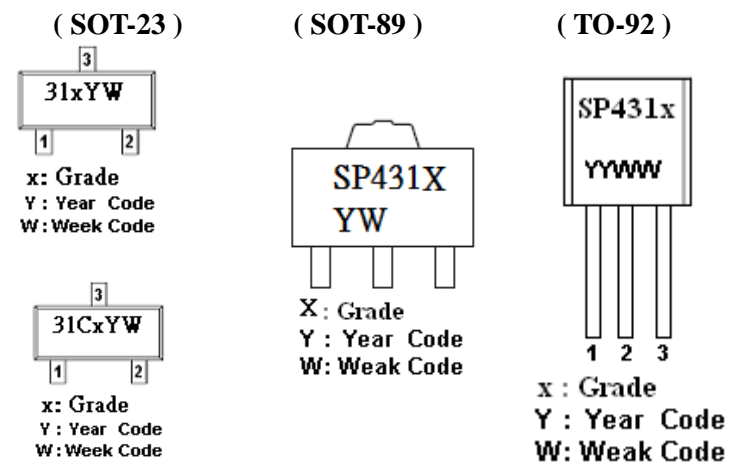 ( SOT-23 )
3
31xYW
1 2
x: Grade
Y : Year Code
W : Week Code
3
31CxYW
1 2
x: Grade
Y : Year Code
W : Week Code
( SOT-89 )
SP431X
YW
X : Grade
Y : Year Code
W: Weak Code
( TO-92 )
SP431x
YYWW
1 2 3
x : Grade
Y : Year Code
W: Weak Code